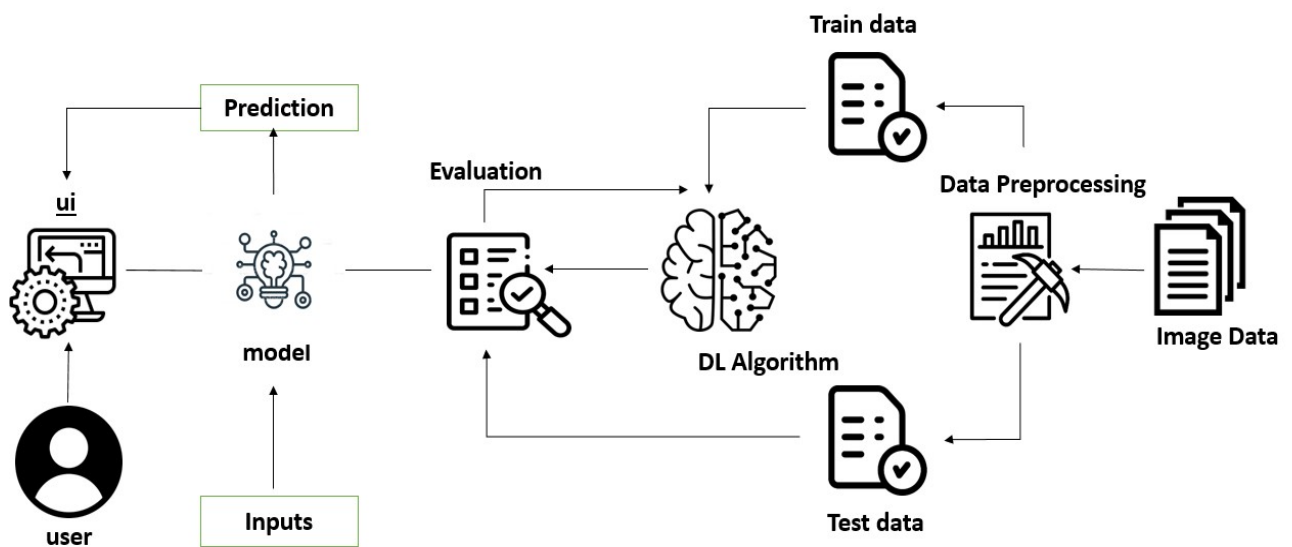 Train data
Prediction
Evaluation
Data Preprocessing
ui
Image Data
model
DL Algorithm
Inputs
Test data
user